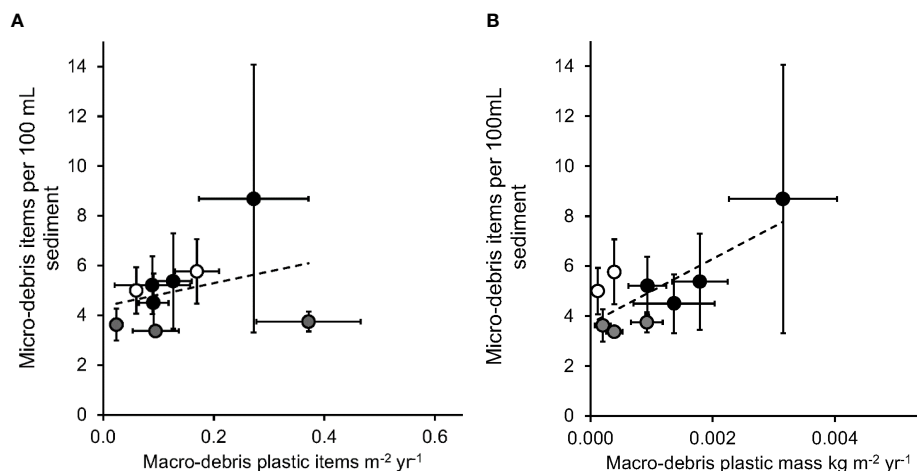 A
Micro-debris items per 100 mL
sediment
14
12
10
8
6
4
2
0
0.0
0.2
0.4
0.6
Macro-debris plastic items m⁻² yr⁻¹
B
Micro-debris items per 100mL
sediment
14
12
10
8
6
4
2
0
0.000
0.002
0.004
Macro-debris plastic mass kg m⁻² yr⁻¹